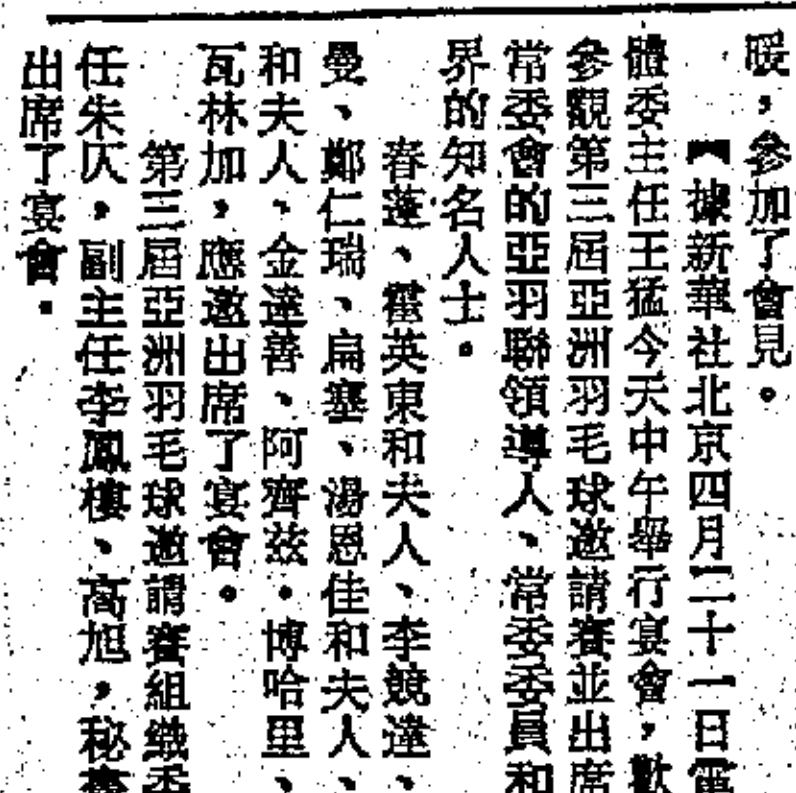 暖，參加了會見。
【據新華社北京四月二十一日電
體委主任王猛今天中午舉行宴會，歡
參觀第三屆亞洲羽毛球邀請賽並出席
常委會的亞羽聯領導人、常委委員和
界的知名人士。
春蓬、霍英東和夫人、李競達、
曼、鄭仁瑞、扁塞、湯恩佳和夫人、
和夫人、金達善、阿齊兹·博哈里、
瓦林加，應邀出席了宴會。
第三屆亞洲羽毛球邀請賽組織委
任朱仄，副主任李鳳樓、高旭，秘書
出席了宴會。